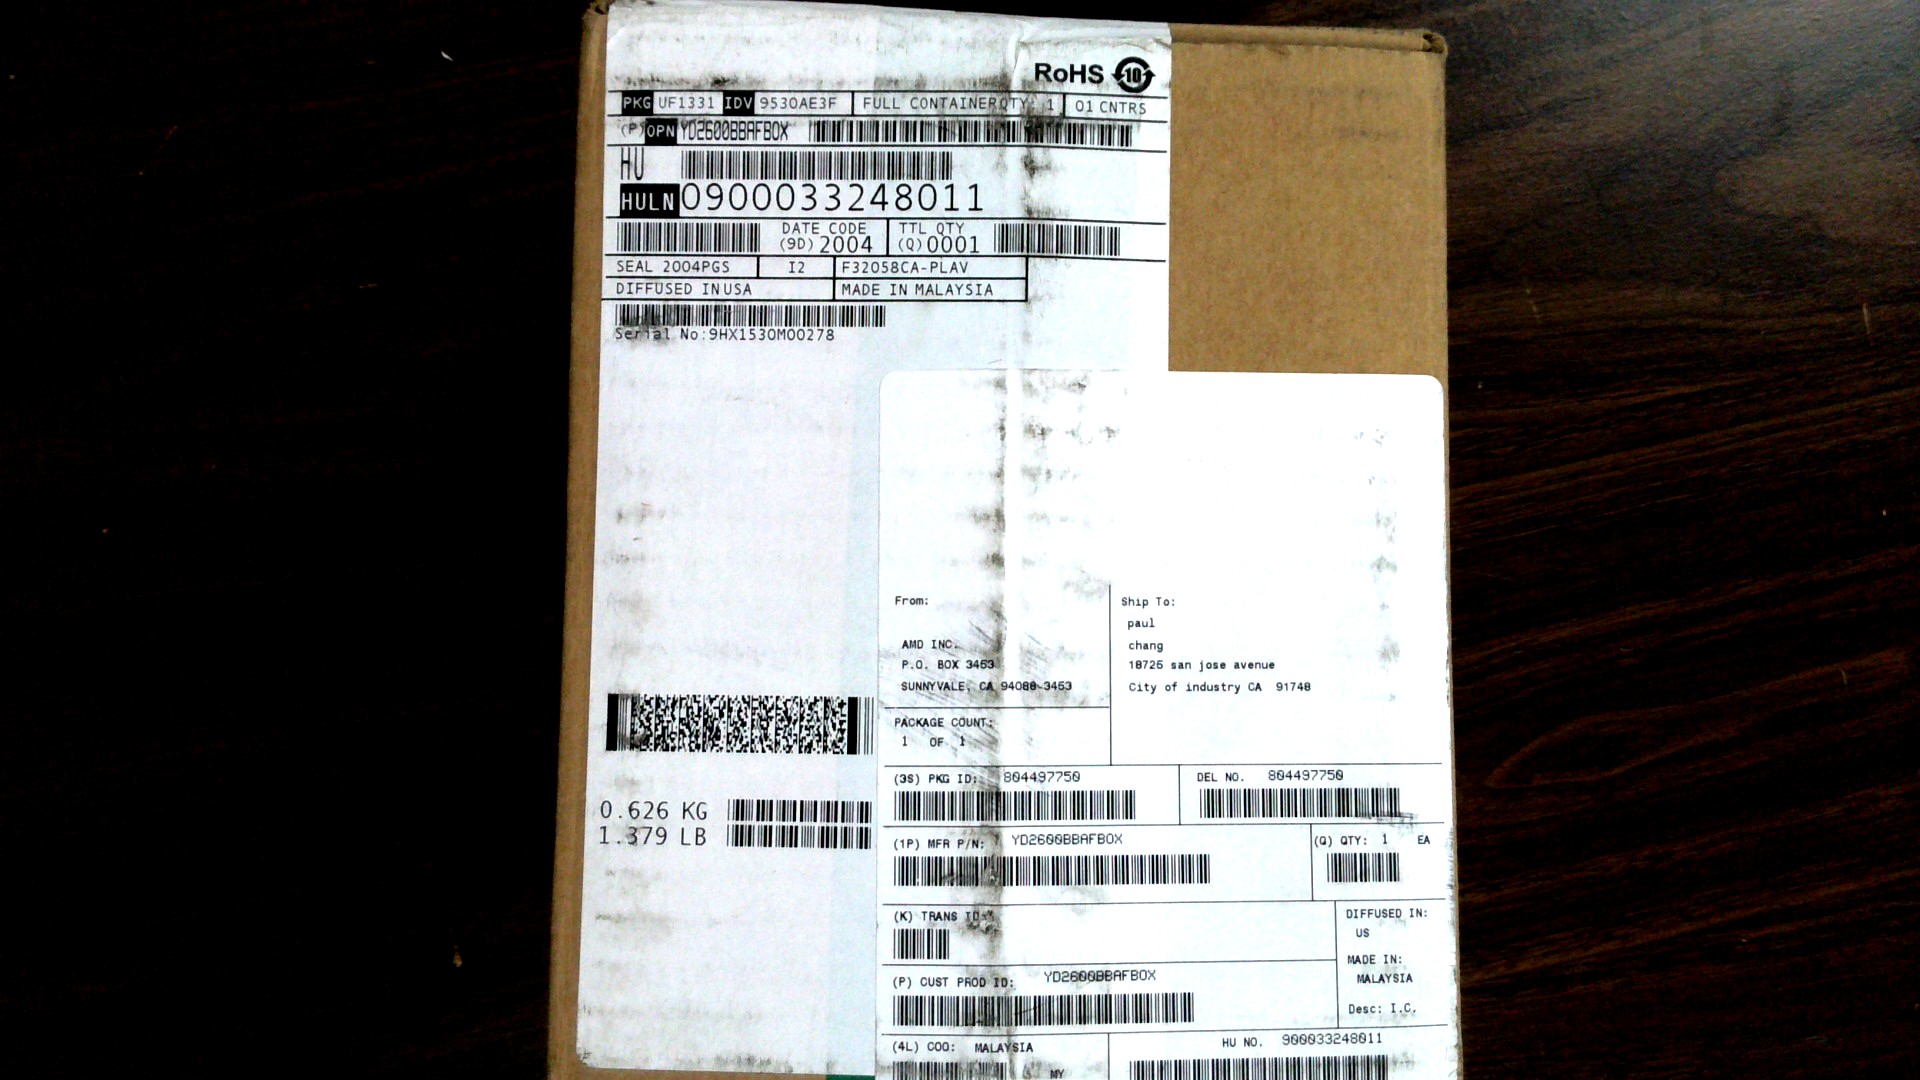 RoHS 10
PKG UF1331 IDV 9530AE3F FULL CONTAINERQTY: 1 01 CNTRS
(P) OPN YD2600BBAFBOX
HU
HULN 0900033248011
DATE CODE
(9D) 2004
TTL QTY
(Q) 0001
SEAL 2004PGS I2 F32058CA-PLAV
DIFFUSED IN USA MADE IN MALAYSIA
Serial No:9HX1530M00278
0.626 KG
1.379 LB
From:
AMD INC.
P.O. BOX 3453
SUNNYVALE, CA 94088-3453
Ship To:
paul
chang
18725 san jose avenue
City of industry CA 91748
PACKAGE COUNT:
1 OF 1
(3S) PKG ID: 804497750
DEL NO. 804497750
(1P) MFR P/N: YD2600BBAFBOX
(Q) QTY: 1 EA
(K) TRANS ID:
DIFFUSED IN:
US
MADE IN:
MALAYSIA
Desc: I.C.
(P) CUST PROD ID: YD2600BBAFBOX
(4L) COO: MALAYSIA
MY
HU NO. 900033248011